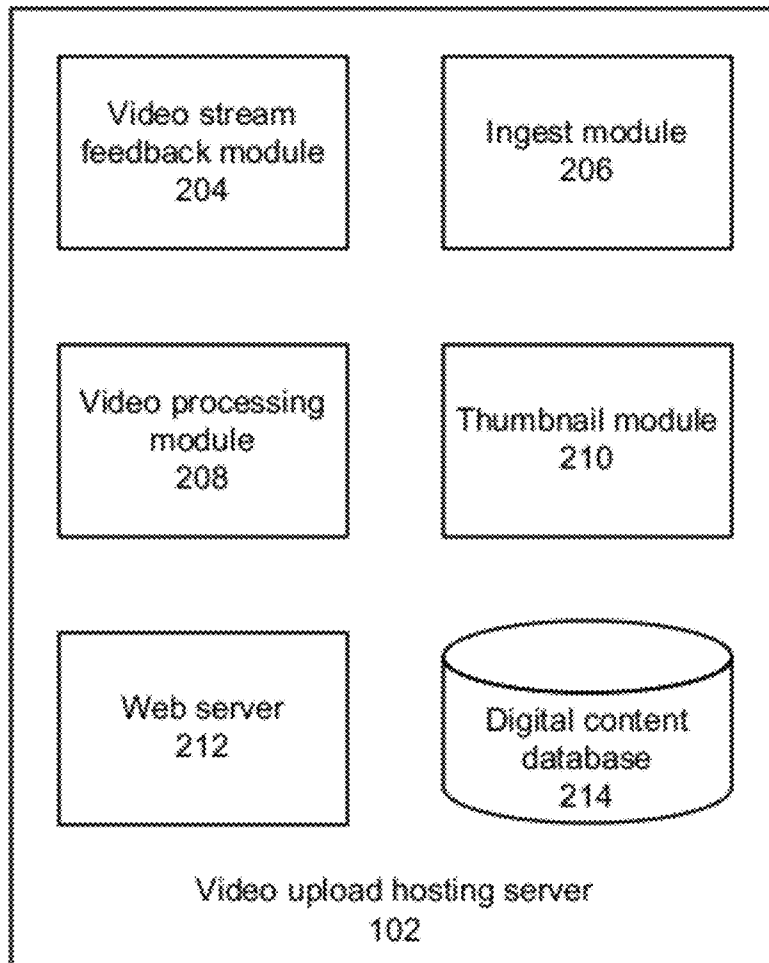 Video stream
feedback module
204
Ingest module
206
Video processing
module
208
Thumbnail module
210
Web server
212
Digital content
database
214
Video upload hosting server
102